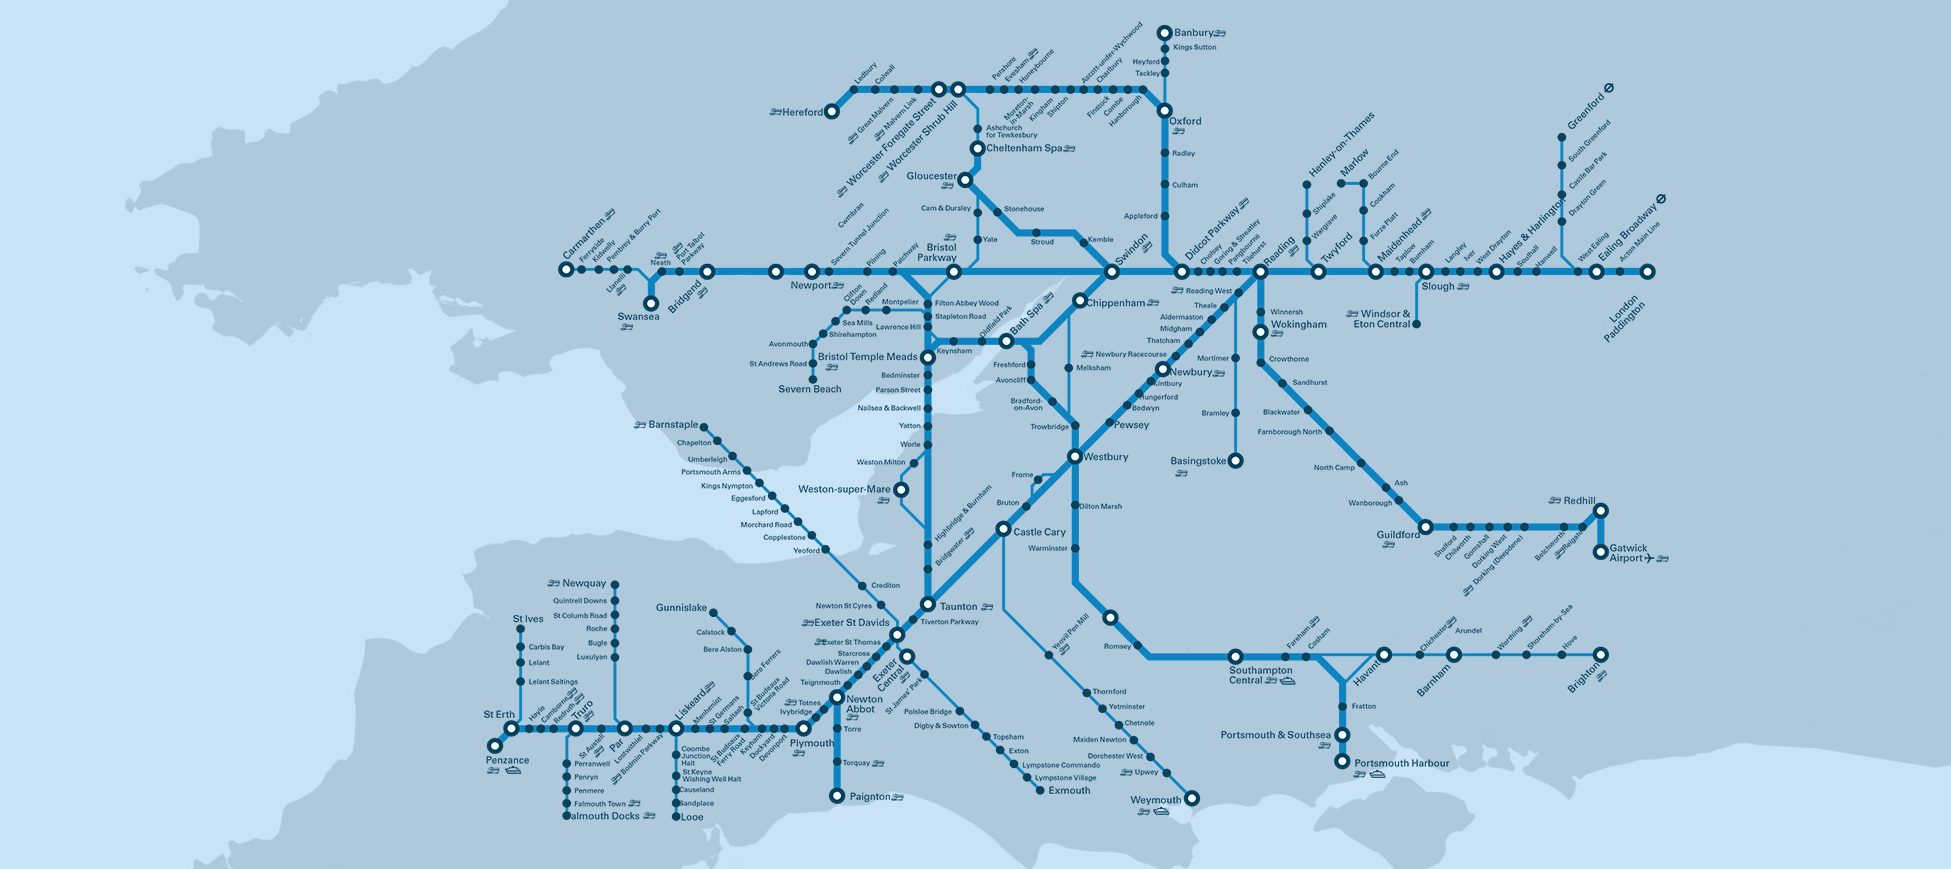 Banbury
Kings Sutton
Heyford
Tackley
Ledbury
Colwall
Great Malvern
Malvern Link
Hereford
Worcester Foregate Street
Worcester Shrub Hill
Pershore
Evesham
Honeybourne
Moreton-
in-Marsh
Kingham
Shipton
Ascott-under-Wychwood
Charlbury
Finstock
Combe
Hanborough
Oxford
Ashchurch
for Tewkesbury
Cheltenham Spa
Gloucester
Radley
Culham
Appleford
Cam & Dursley
Stonehouse
Yate
Stroud
Kemble
Swindon
Didcot Parkway
Cholsey
Goring & Streatley
Pangbourne
Tilehurst
Reading
Henley-on-Thames
Shiplake
Wargrave
Twyford
Marlow
Bourne End
Cookham
Furze Platt
Maidenhead
Taplow
Burnham
Slough
Windsor &
Eton Central
Langley
Iver
West Drayton
Hayes & Harlington
Southall
Hanwell
Greenford
South Greenford
Castle Bar Park
Drayton Green
West Ealing
Ealing Broadway
Acton Main Line
London
Paddington
Carmarthen
Ferryside
Kidwelly
Pembrey & Burry Port
Llanelli
Swansea
Neath
Port Talbot
Parkway
Bridgend
Newport
Cwmbran
Severn Tunnel Junction
Pilning
Patchway
Bristol
Parkway
Clifton
Down
Redland
Montpelier
Filton Abbey Wood
Stapleton Road
Lawrence Hill
Sea Mills
Shirehampton
Avonmouth
St Andrews Road
Severn Beach
Bristol Temple Meads
Keynsham
Oldfield Park
Bath Spa
Chippenham
Melksham
Freshford
Avoncliff
Bradford-
on-Avon
Trowbridge
Westbury
Bedminster
Parson Street
Nailsea & Backwell
Yatton
Worle
Weston Milton
Weston-super-Mare
Highbridge & Burnham
Bridgwater
Taunton
Reading West
Theale
Aldermaston
Midgham
Thatcham
Newbury Racecourse
Newbury
Kintbury
Hungerford
Bedwyn
Pewsey
Mortimer
Bramley
Basingstoke
Winnersh
Wokingham
Crowthorne
Sandhurst
Blackwater
Farnborough North
North Camp
Ash
Wanborough
Guildford
Shalford
Chilworth
Gomshall
Dorking West
Dorking (Deepdene)
Betchworth
Reigate
Redhill
Gatwick
Airport
Frome
Bruton
Castle Cary
Dilton Marsh
Warminster
Romsey
Southampton
Central
Fareham
Cosham
Havant
Chichester
Barnham
Arundel
Worthing
Shoreham-by-Sea
Hove
Brighton
Fratton
Portsmouth & Southsea
Portsmouth Harbour
Yeovil Pen Mill
Thornford
Yetminster
Chetnole
Maiden Newton
Dorchester West
Upwey
Weymouth
Barnstaple
Chapelton
Umberleigh
Portsmouth Arms
Kings Nympton
Eggesford
Lapford
Morchard Road
Copplestone
Yeoford
Crediton
Newton St Cyres
Tiverton Parkway
Exeter St Davids
Exeter St Thomas
Exeter
Central
St James' Park
Polsloe Bridge
Digby & Sowton
Topsham
Exton
Lympstone Commando
Lympstone Village
Exmouth
Starcross
Dawlish Warren
Dawlish
Teignmouth
Newton
Abbot
Torre
Torquay
Paignton
Totnes
Ivybridge
Plymouth
Devonport
Dockyard
Keyham
St Budeaux
Ferry Road
St Budeaux
Victoria Road
Bere Ferrers
Bere Alston
Calstock
Gunnislake
Saltash
St Germans
Menheniot
Liskeard
Coombe
Junction
Halt
St Keyne
Wishing Well Halt
Causeland
Sandplace
Looe
Bodmin Parkway
Lostwithiel
Par
Newquay
Quintrell Downs
St Columb Road
Roche
Bugle
Luxulyan
St Austell
Truro
Perranwell
Penryn
Penmere
Falmouth Town
almouth Docks
Redruth
Camborne
Hayle
St Ives
Carbis Bay
Lelant
Lelant Saltings
St Erth
Penzance